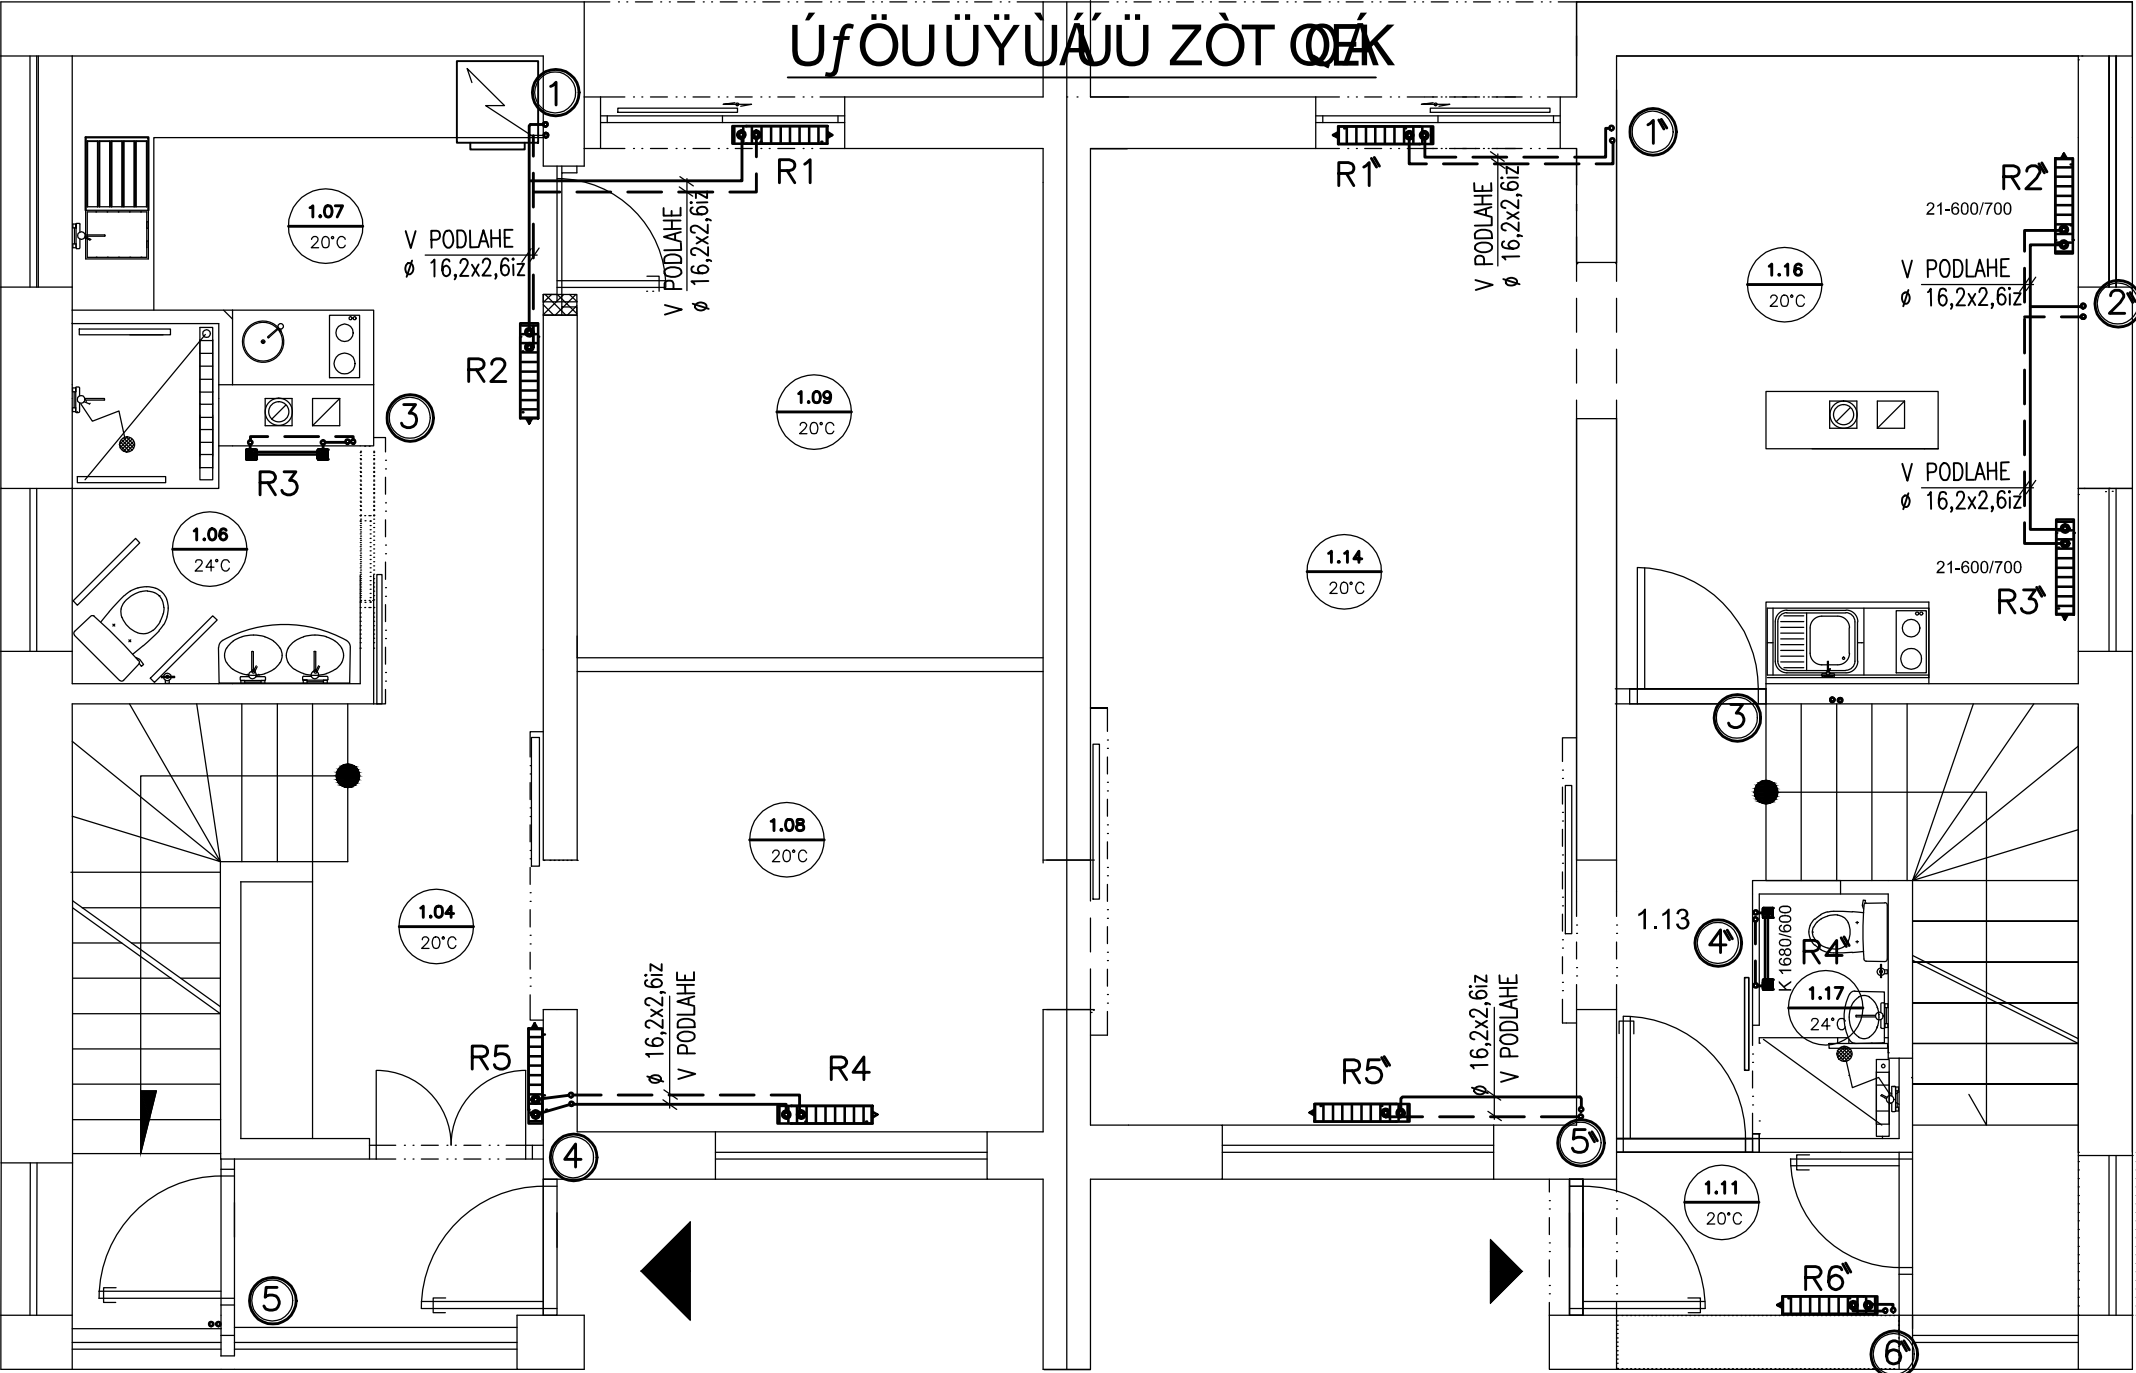 ÚƒÖUÜŸÙÁÚÜ ZÒT
1
R1
1.07
20°C
V PODLAHE
ø 16,2x2,6iz
V PODLAHE
ø 16,2x2,6iz
R2
3
R3
1.06
24°C
1.09
20°C
1.08
20°C
1.04
20°C
ø 16,2x2,6iz
V PODLAHE
R5
R4
4
5
R1"
1"
V PODLAHE
ø 16,2x2,6iz
R2"
21-600/700
1.16
20°C
V PODLAHE
ø 16,2x2,6iz
2"
V PODLAHE
ø 16,2x2,6iz
21-600/700
R3"
1.14
20°C
3
1.13
4"
K 1680/600
R4"
1.17
24°C
ø 16,2x2,6iz
V PODLAHE
R5"
5"
1.11
20°C
R6"
6"